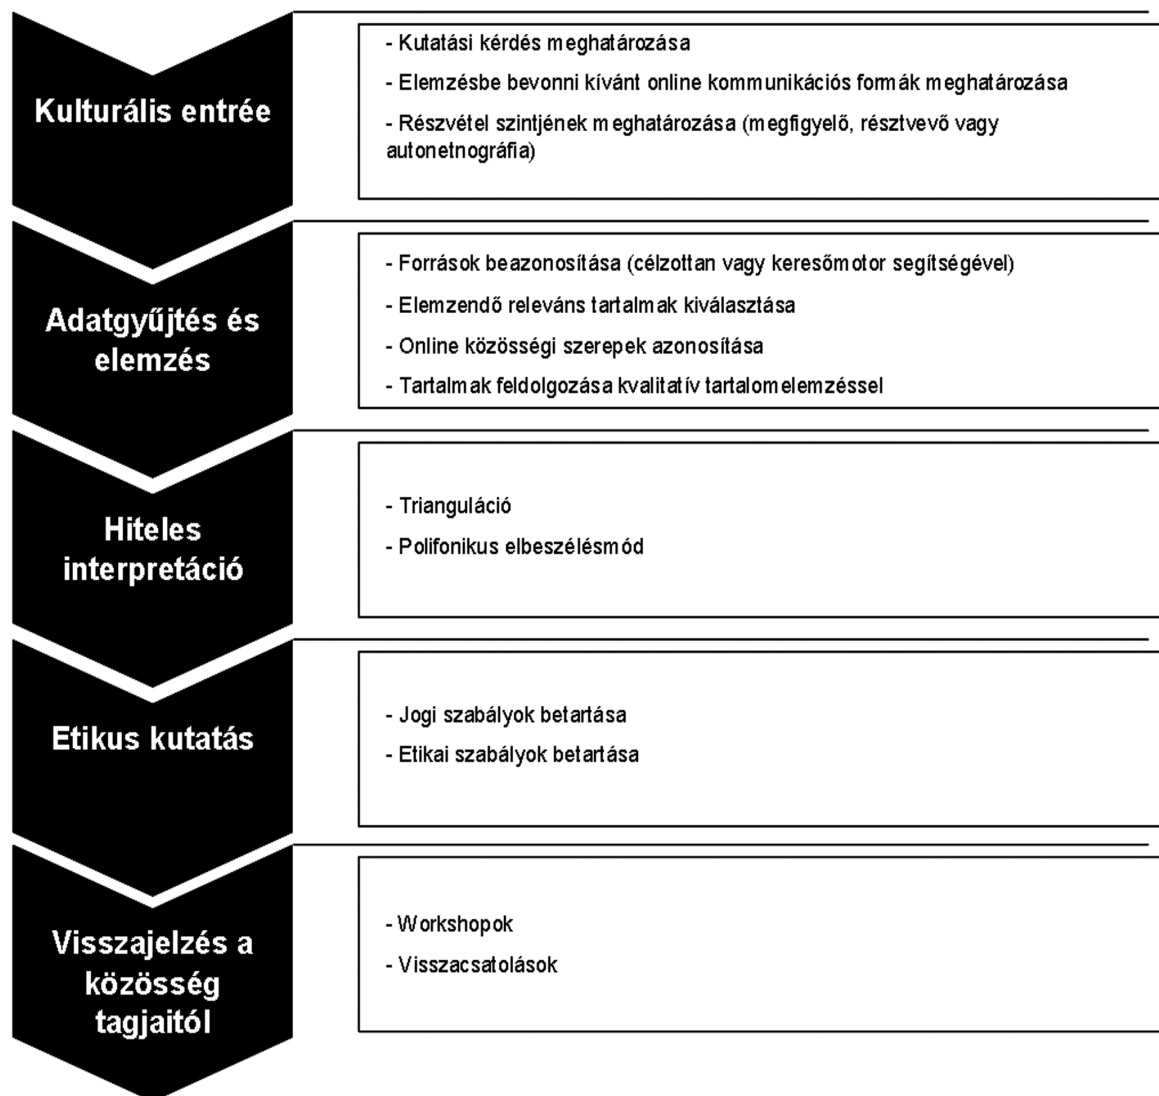 Kulturális entrée
- Kutatási kérdés meghatározása
- Elemzésbe bevonni kívánt online kommunikációs formák meghatározása
- Részvétel szintjének meghatározása (megfigyelő, résztvevő vagy
autonetnográfia)
Adatgyűjtés és
elemzés
- Források beazonosítása (célzottan vagy keresőmotor segítségével)
- Elemzendő releváns tartalmak kiválasztása
- Online közösségi szerepek azonosítása
- Tartalmak feldolgozása kvalitatív tartalomelemzéssel
Hiteles
interpretáció
- Trianguláció
- Polifonikus elbeszélésmód
Etikus kutatás
- Jogi szabályok betartása
- Etikai szabályok betartása
Visszajelzés a
közösség
tagjaitól
- Workshopok
- Visszacsatolások